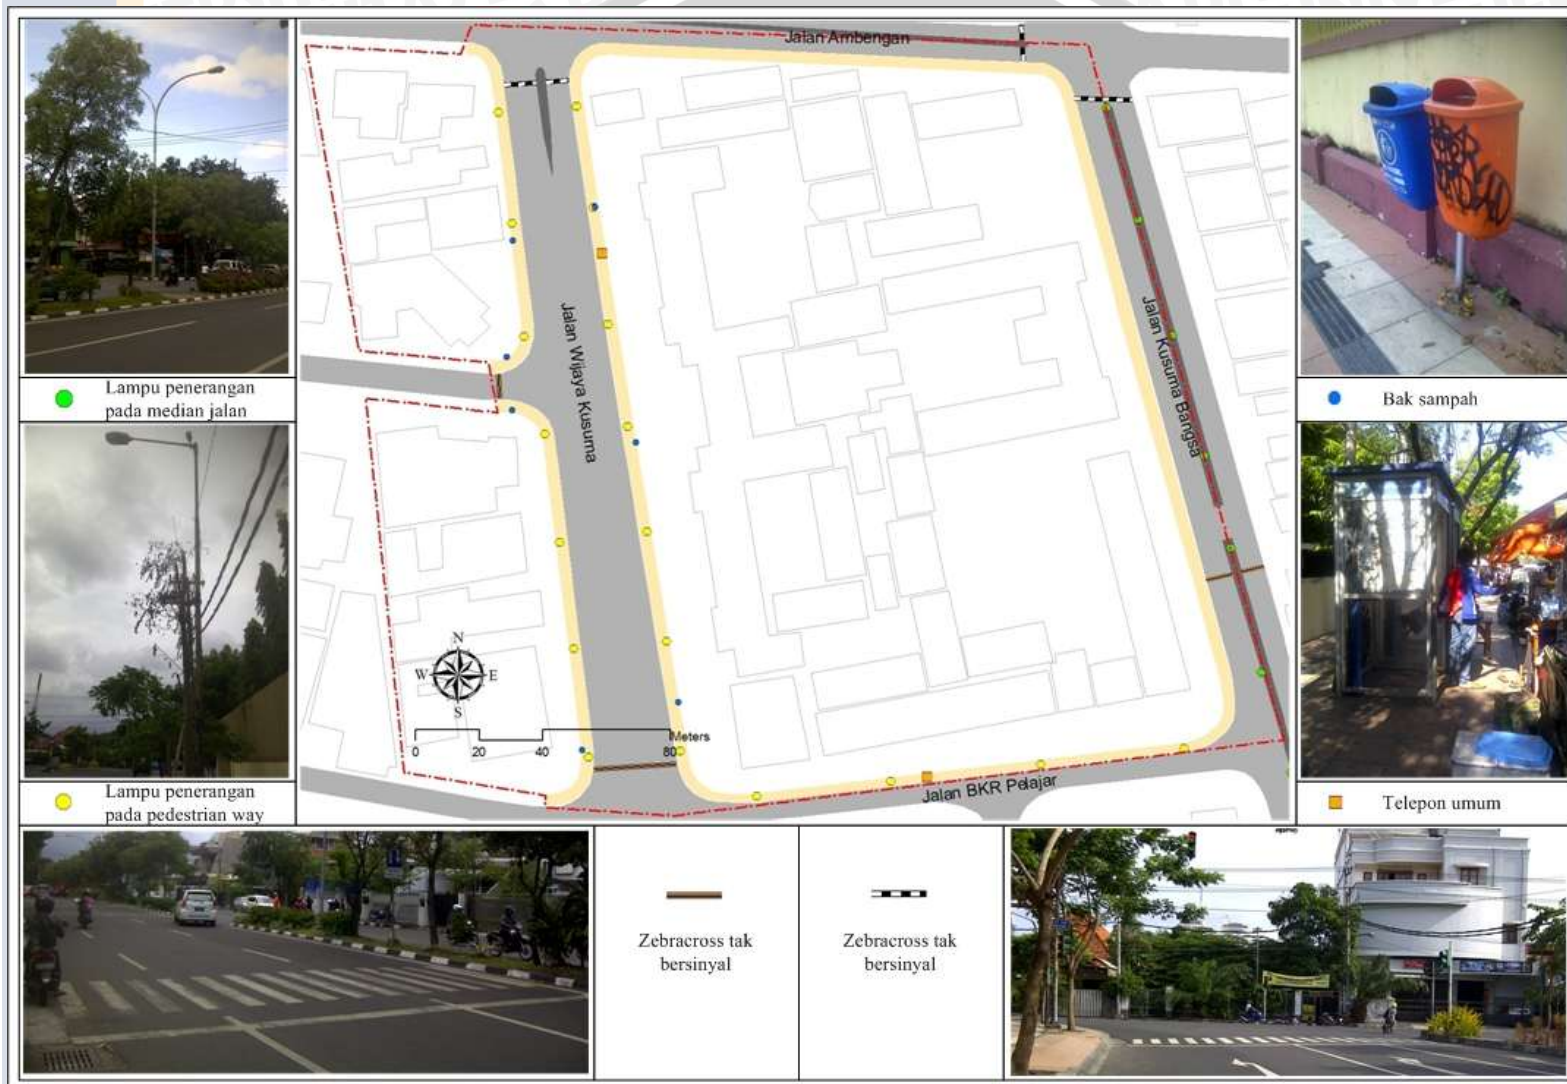 Jalan Ambengan
Jalan Wijaya Kusuma
Jalan Kusuma Bangsa
Jalan BKR Pelajar
N
W E
S
Meters
0 20 40 80
Lampu penerangan
pada median jalan
Lampu penerangan
pada pedestrian way
Bak sampah
Telepon umum
Zebracross tak
bersinyal
Zebracross tak
bersinyal